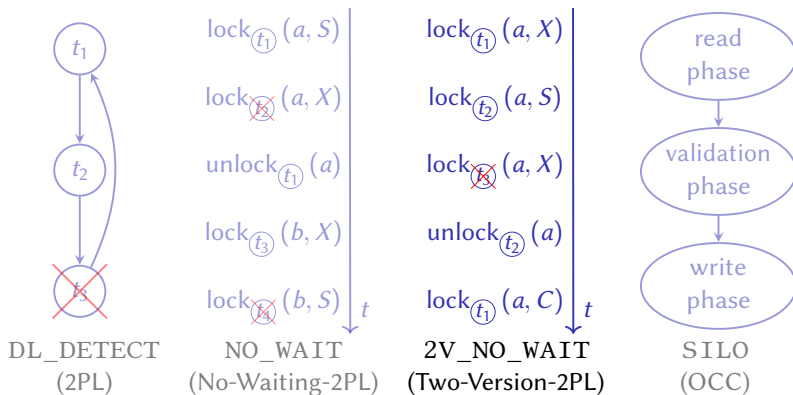 t₁
t₂
t₃
DL_DETECT
(2PL)
lock t₁ (a, S)
lock t₂ (a, X)
unlock t₁ (a)
lock t₃ (b, X)
lock t₄ (b, S)
t
NO_WAIT
(No-Waiting-2PL)
lock t₁ (a, X)
lock t₂ (a, S)
lock t₃ (a, X)
unlock t₂ (a)
lock t₁ (a, C)
t
2V_NO_WAIT
(Two-Version-2PL)
read
phase
validation
phase
write
phase
SILO
(OCC)